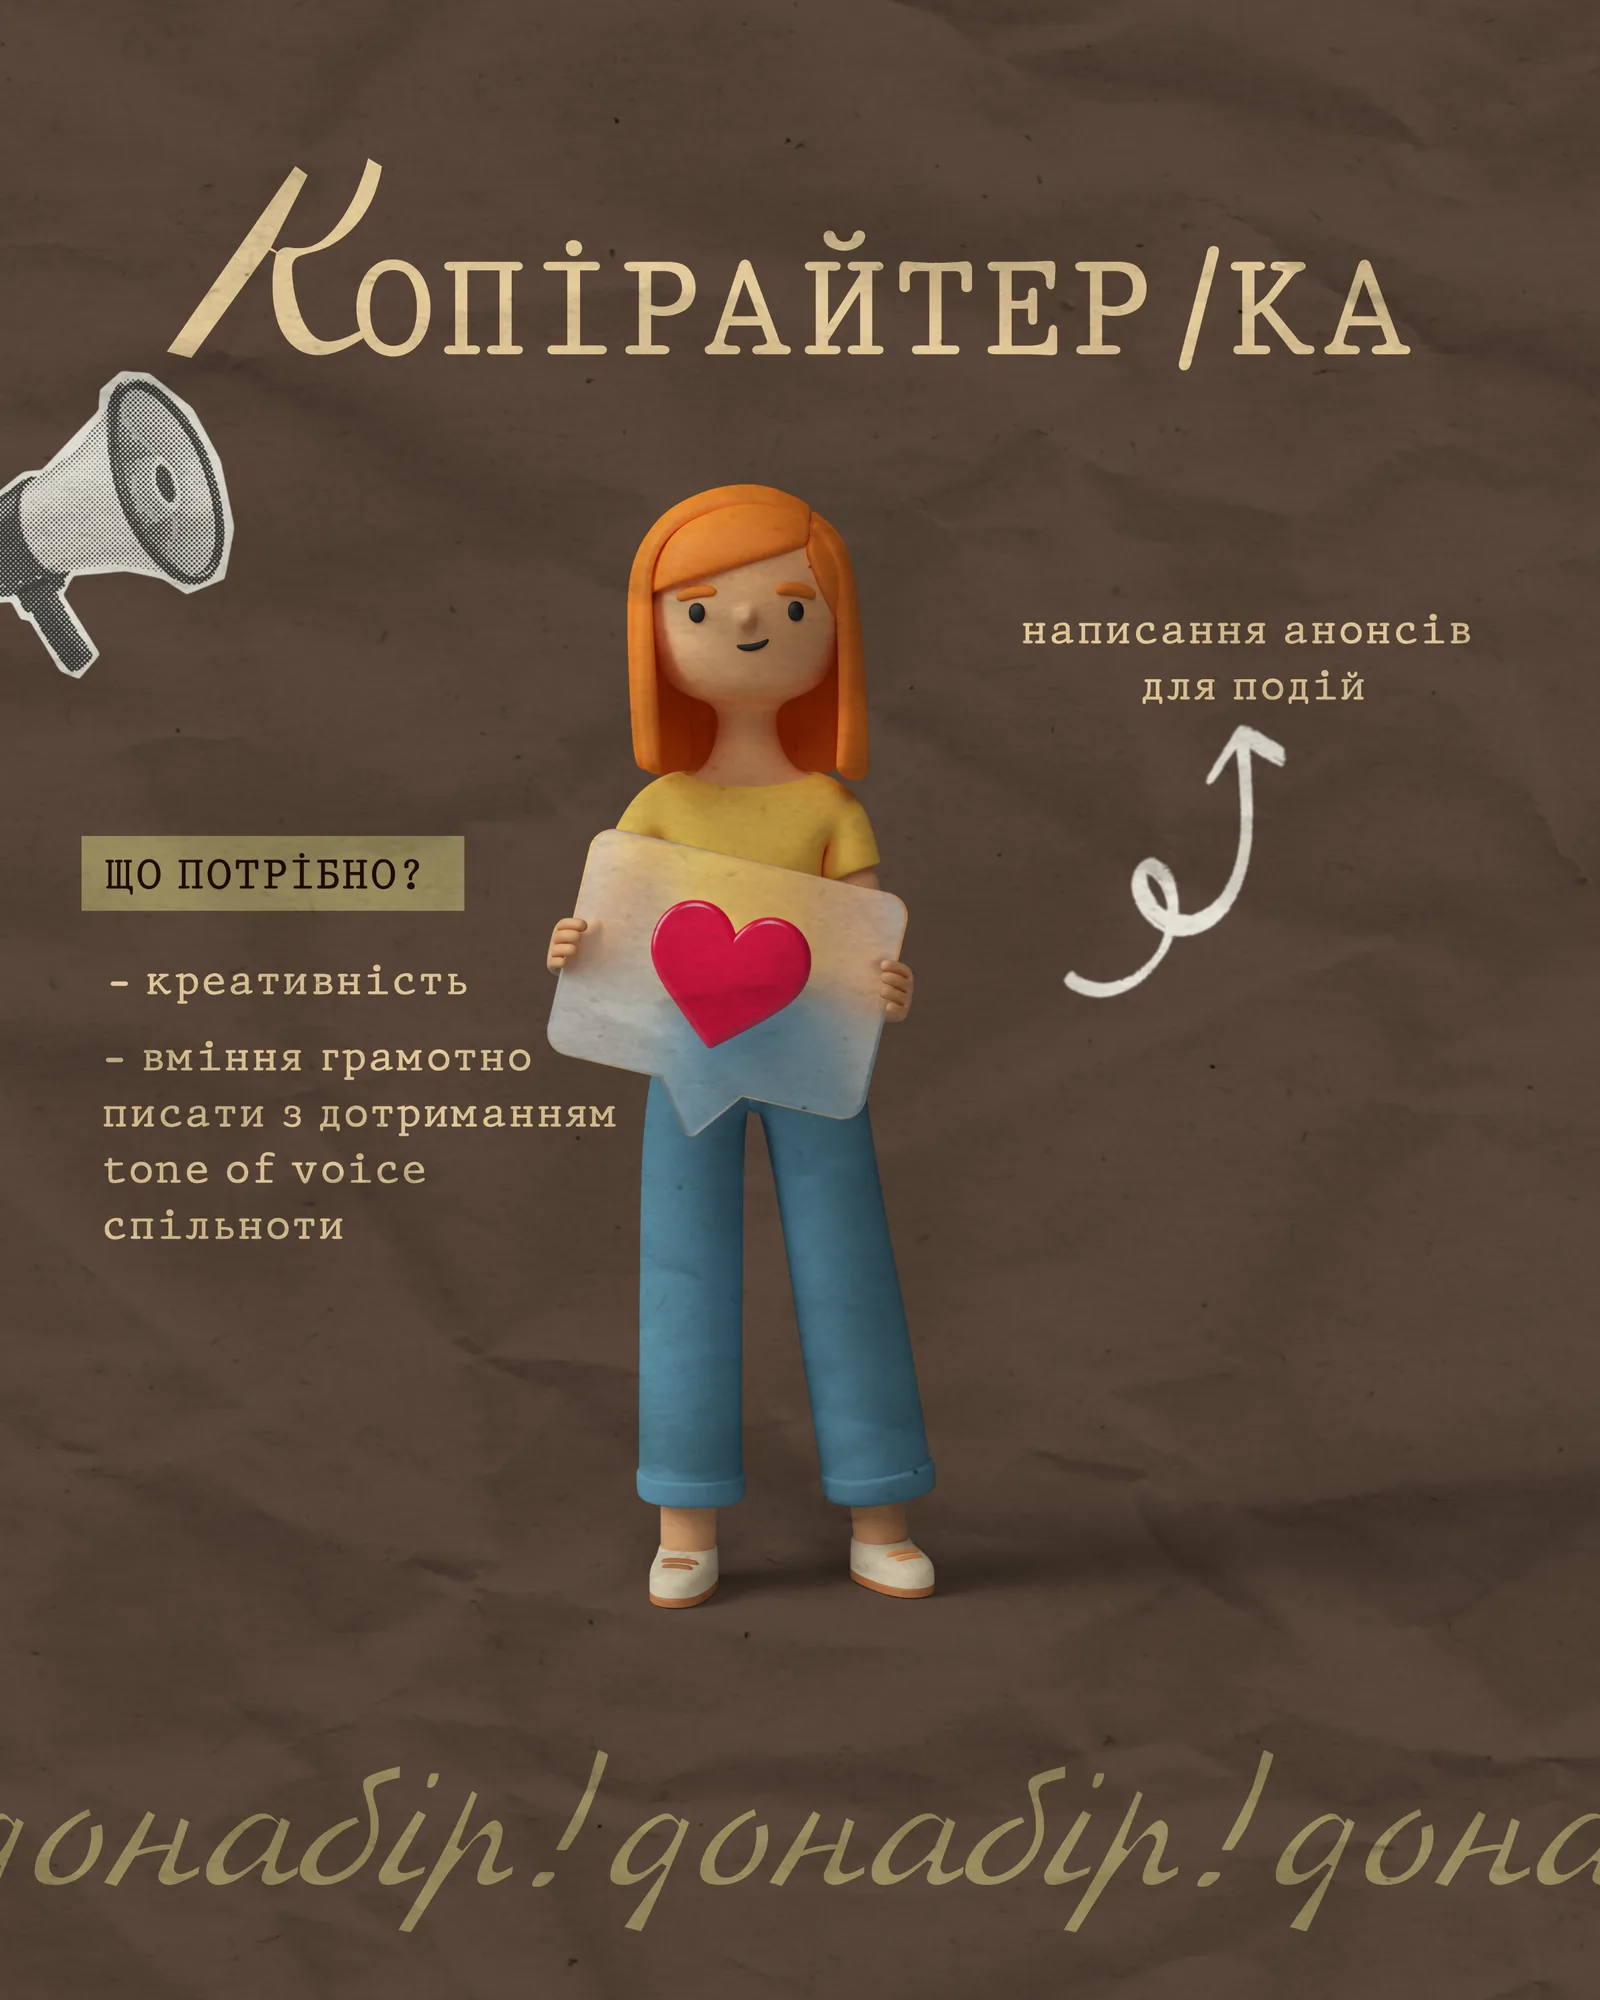 Копірайтер/ка
написання анонсів
для подій
ЩО ПОТРІБНО?
- креативність
- вміння грамотно
писати з дотриманням
tone of voice
спільноти
донабір! донабір! дона